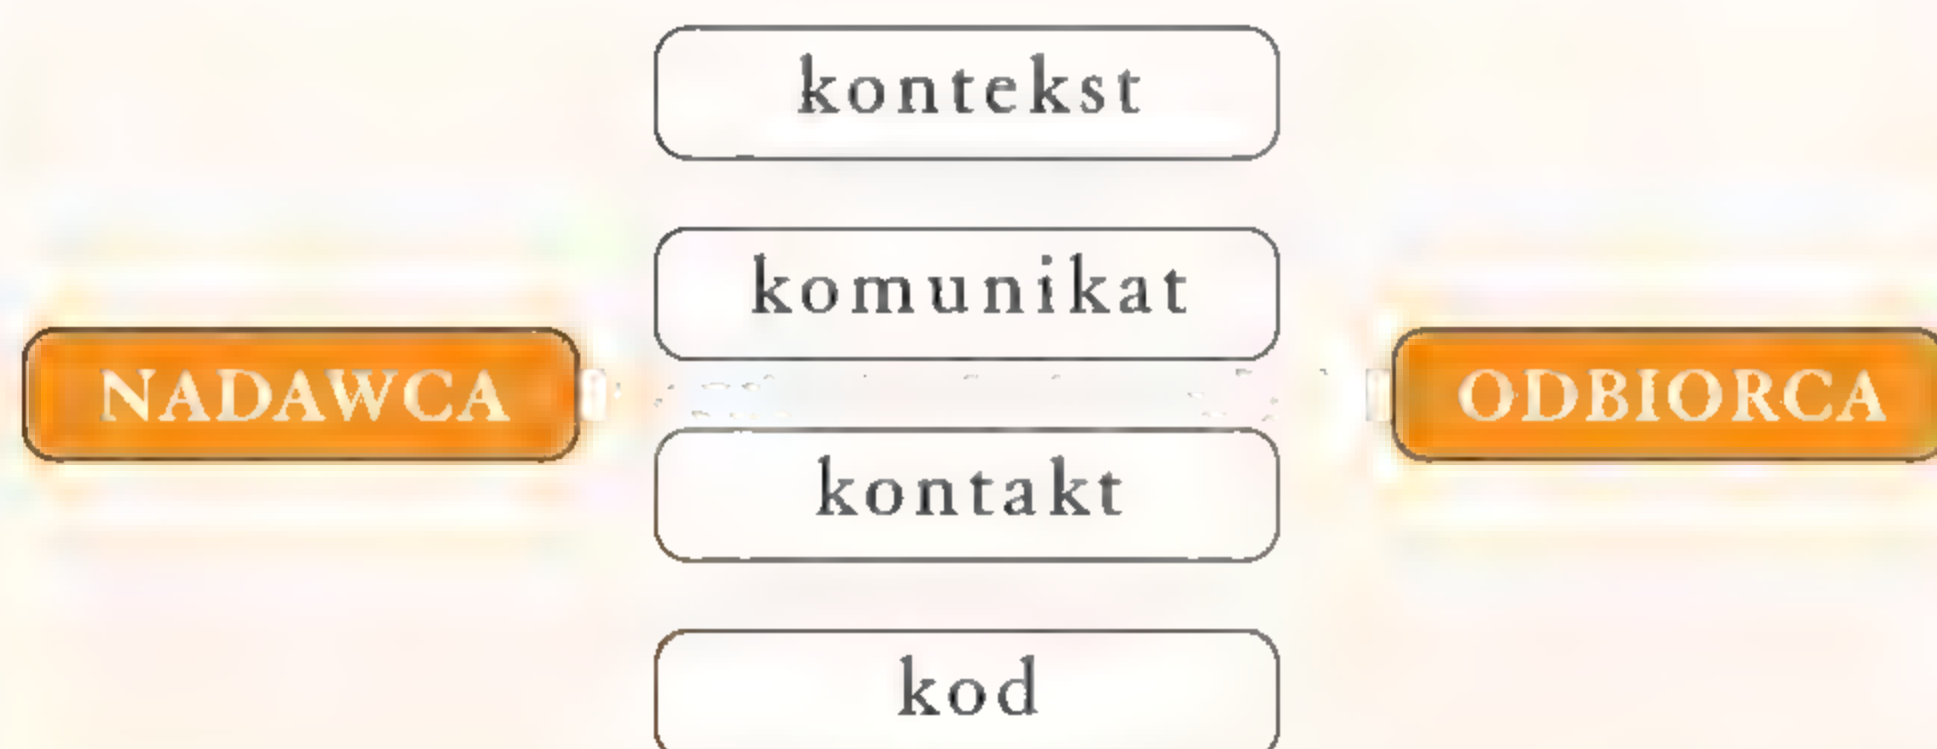 kontekst
komunikat
NADAWCA
ODBIORCA
kontakt
kod